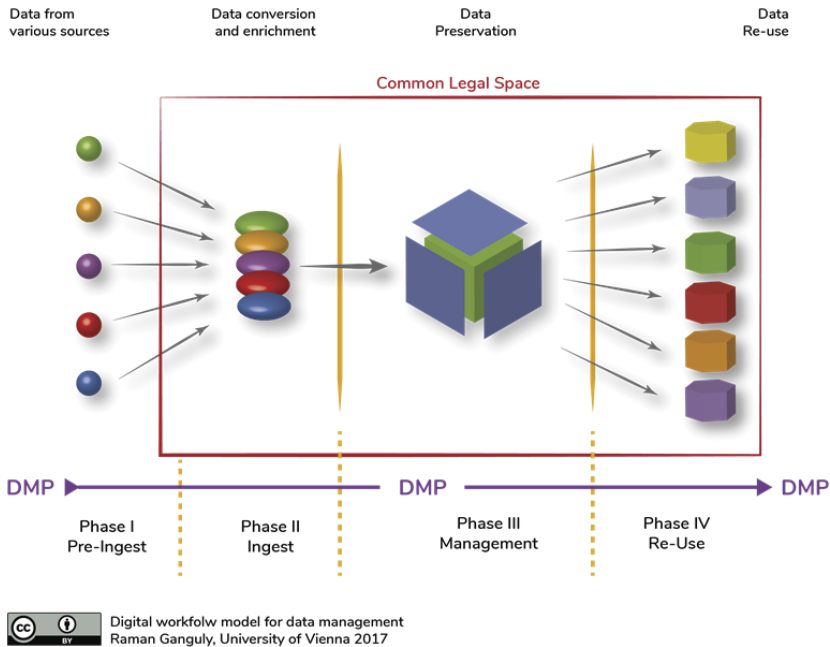 Data from
various sources
Data conversion
and enrichment
Data
Preservation
Data
Re-use
Common Legal Space
DMP
DMP
DMP
Phase I
Pre-Ingest
Phase II
Ingest
Phase III
Management
Phase IV
Re-Use
cc
BY
Digital workfolw model for data management
Raman Ganguly, University of Vienna 2017